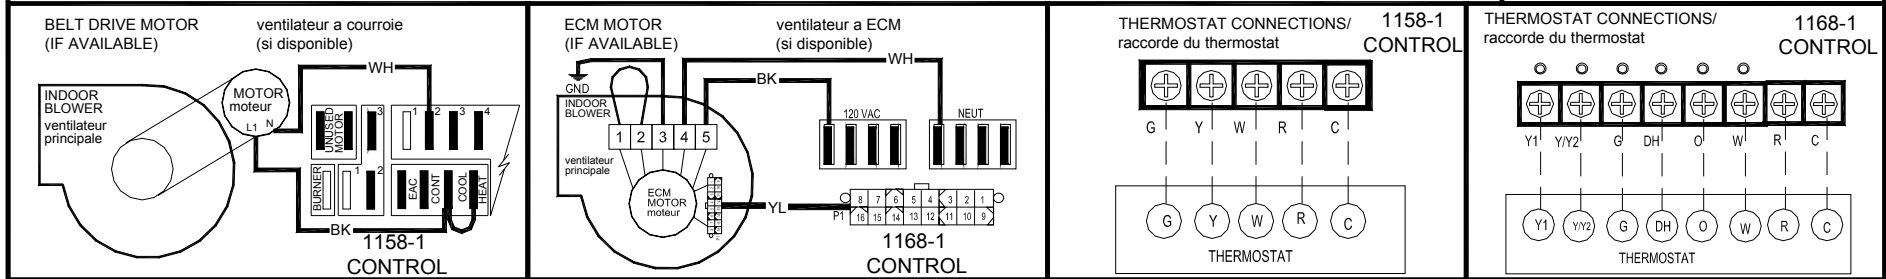 BELT DRIVE MOTOR
(IF AVAILABLE)
ventilateur a courroie
(si disponible)
WH
INDOOR
BLOWER
ventilateur
principale
MOTOR
moteur
L1 N
UNUSED
MOTOR
3
1 2 3 4
BURNER
1 2
EAC
CONT
COOL
HEAT
BK
1158-1
CONTROL
ECM MOTOR
(IF AVAILABLE)
ventilateur a ECM
(si disponible)
WH
BK
GND
INDOOR
BLOWER
1 2 3 4 5
120 VAC
NEUT
ventilateur
principale
ECM
MOTOR
moteur
YL
P1
8 7 6 5 4 3 2 1
16 15 14 13 12 11 10 9
1168-1
CONTROL
THERMOSTAT CONNECTIONS/
raccorde du thermostat
1158-1
CONTROL
G Y W R C
G Y W R C
THERMOSTAT
THERMOSTAT CONNECTIONS/
raccorde du thermostat
1168-1
CONTROL
Y1 Y/Y2 G DH O W R C
Y1 Y/Y2 G DH O W R C
THERMOSTAT